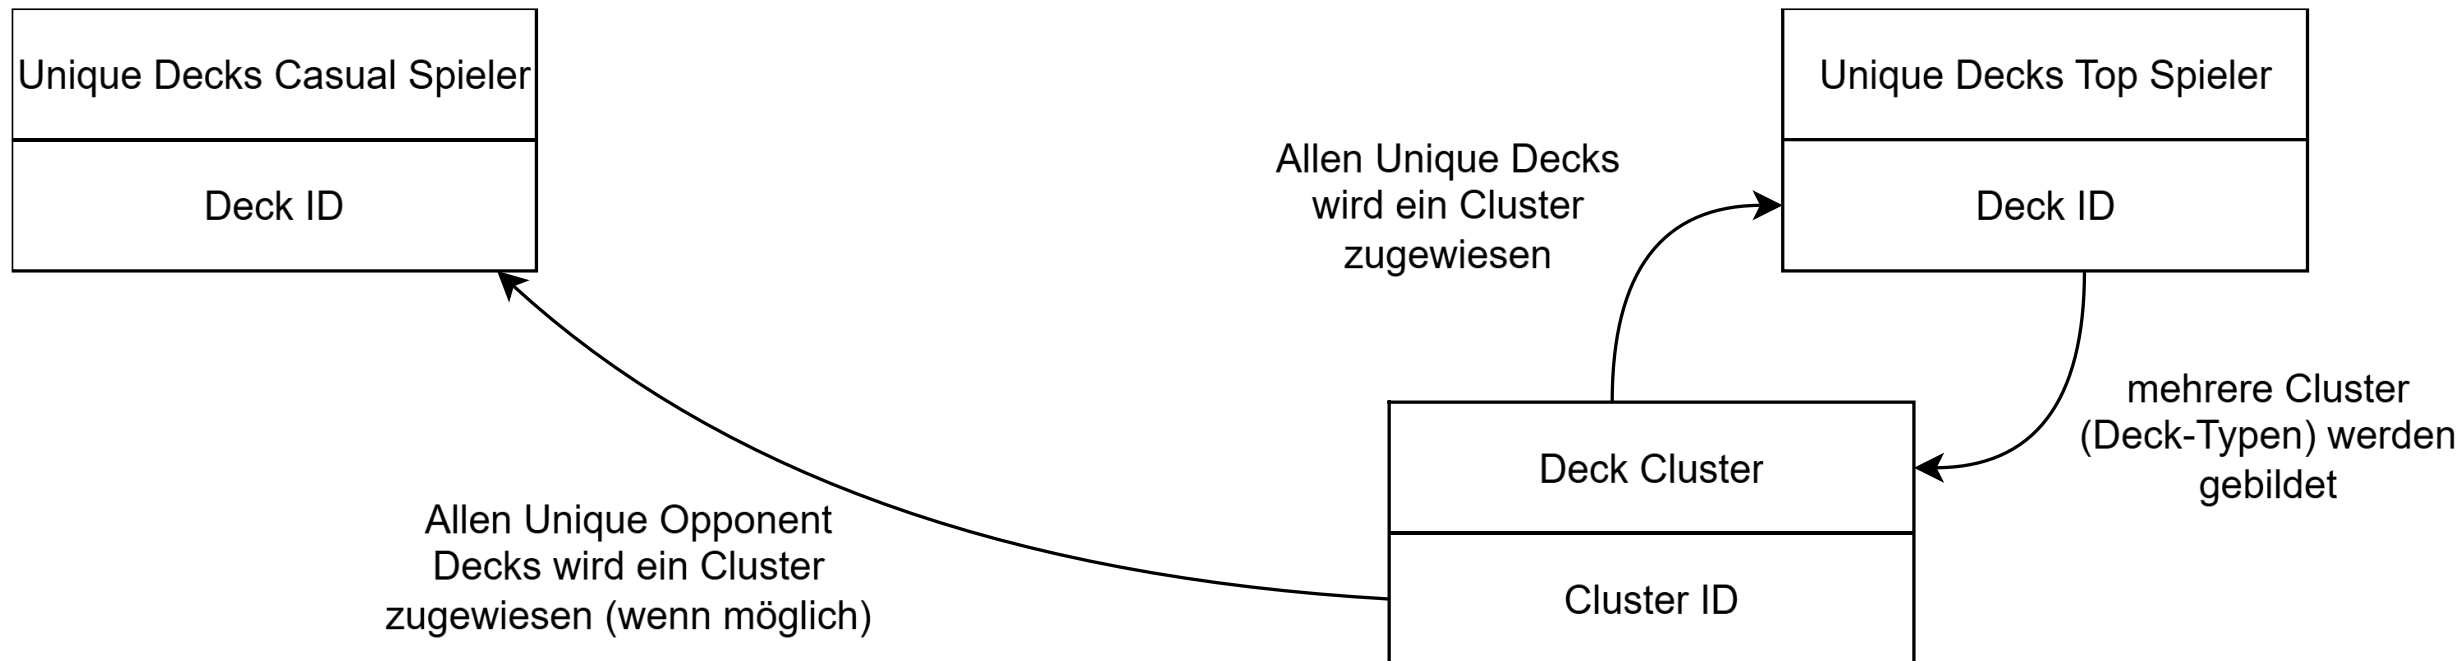 Unique Decks Casual Spieler
Deck ID
Unique Decks Top Spieler
Deck ID
Allen Unique Decks
wird ein Cluster
zugewiesen
mehrere Cluster
(Deck-Typen) werden
gebildet
Deck Cluster
Cluster ID
Allen Unique Opponent
Decks wird ein Cluster
zugewiesen (wenn möglich)